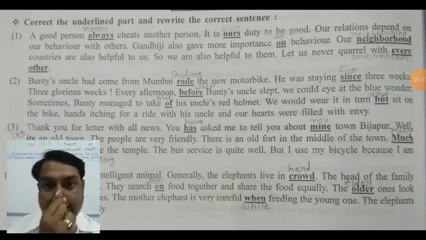 ❖ Correct the underlined part and rewrite the correct sentence :
(1) A good person always cheats another person. It is ours duty to be good. Our relations depend on
our behaviour with others. Gandhiji also gave more importance on behaviour. Our neighborhood
countries are also helpful to us. So we are also helpful to them. Let us never quarrel with every
other.
(2) Bunty's uncle had come from Mumbai rode the new motorbike. He was staying since three weeks.
Three glorious weeks ! Every afternoon, before Bunty's uncle slept, we could eye at the blue wonder.
Sometimes, Bunty managed to take of his uncle's red helmet. We would wear it in turn but sit on
the bike, hands itching for a ride with his uncle and our hearts were filled with envy.
(3) Thank you for letter with all news. You has asked me to tell you about mine town Bijapur. Well,
its an old town. The people are very friendly. There is an old fort in the middle of the town. Much
the temple. The bus service is quite well. But I use my bicycle because I am
herd
intelligent animal. Generally, the elephants live in crowd. The head of the family
They search on food together and share the food equally. The older ones look
The mother elephant is very careful when feeding the young one. The elephants
while